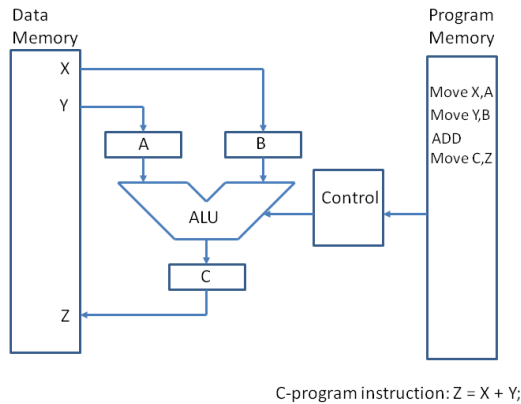 Data
Memory
Program
Memory
X
Y
A
B
Move X,A
Move Y,B
ADD
Move C,Z
Control
ALU
C
Z
C-program instruction: Z = X + Y;